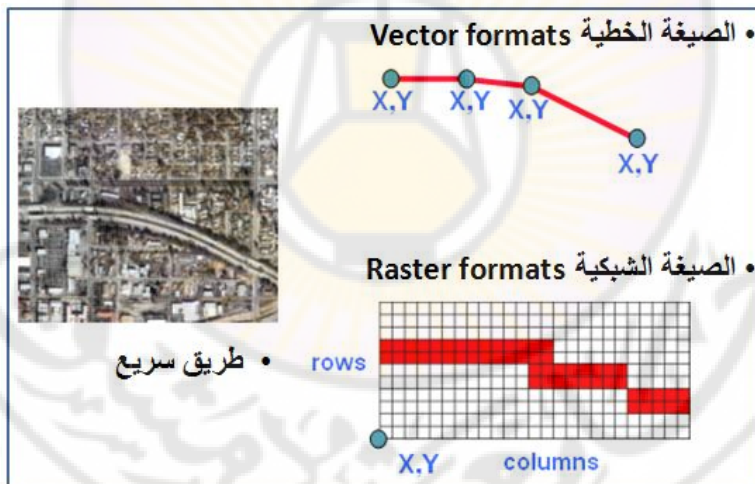 • الصيغة الخطية Vector formats
X,Y X,Y X,Y
X,Y
• الصيغة الشبكية Raster formats
• طريق سريع
rows
X,Y columns